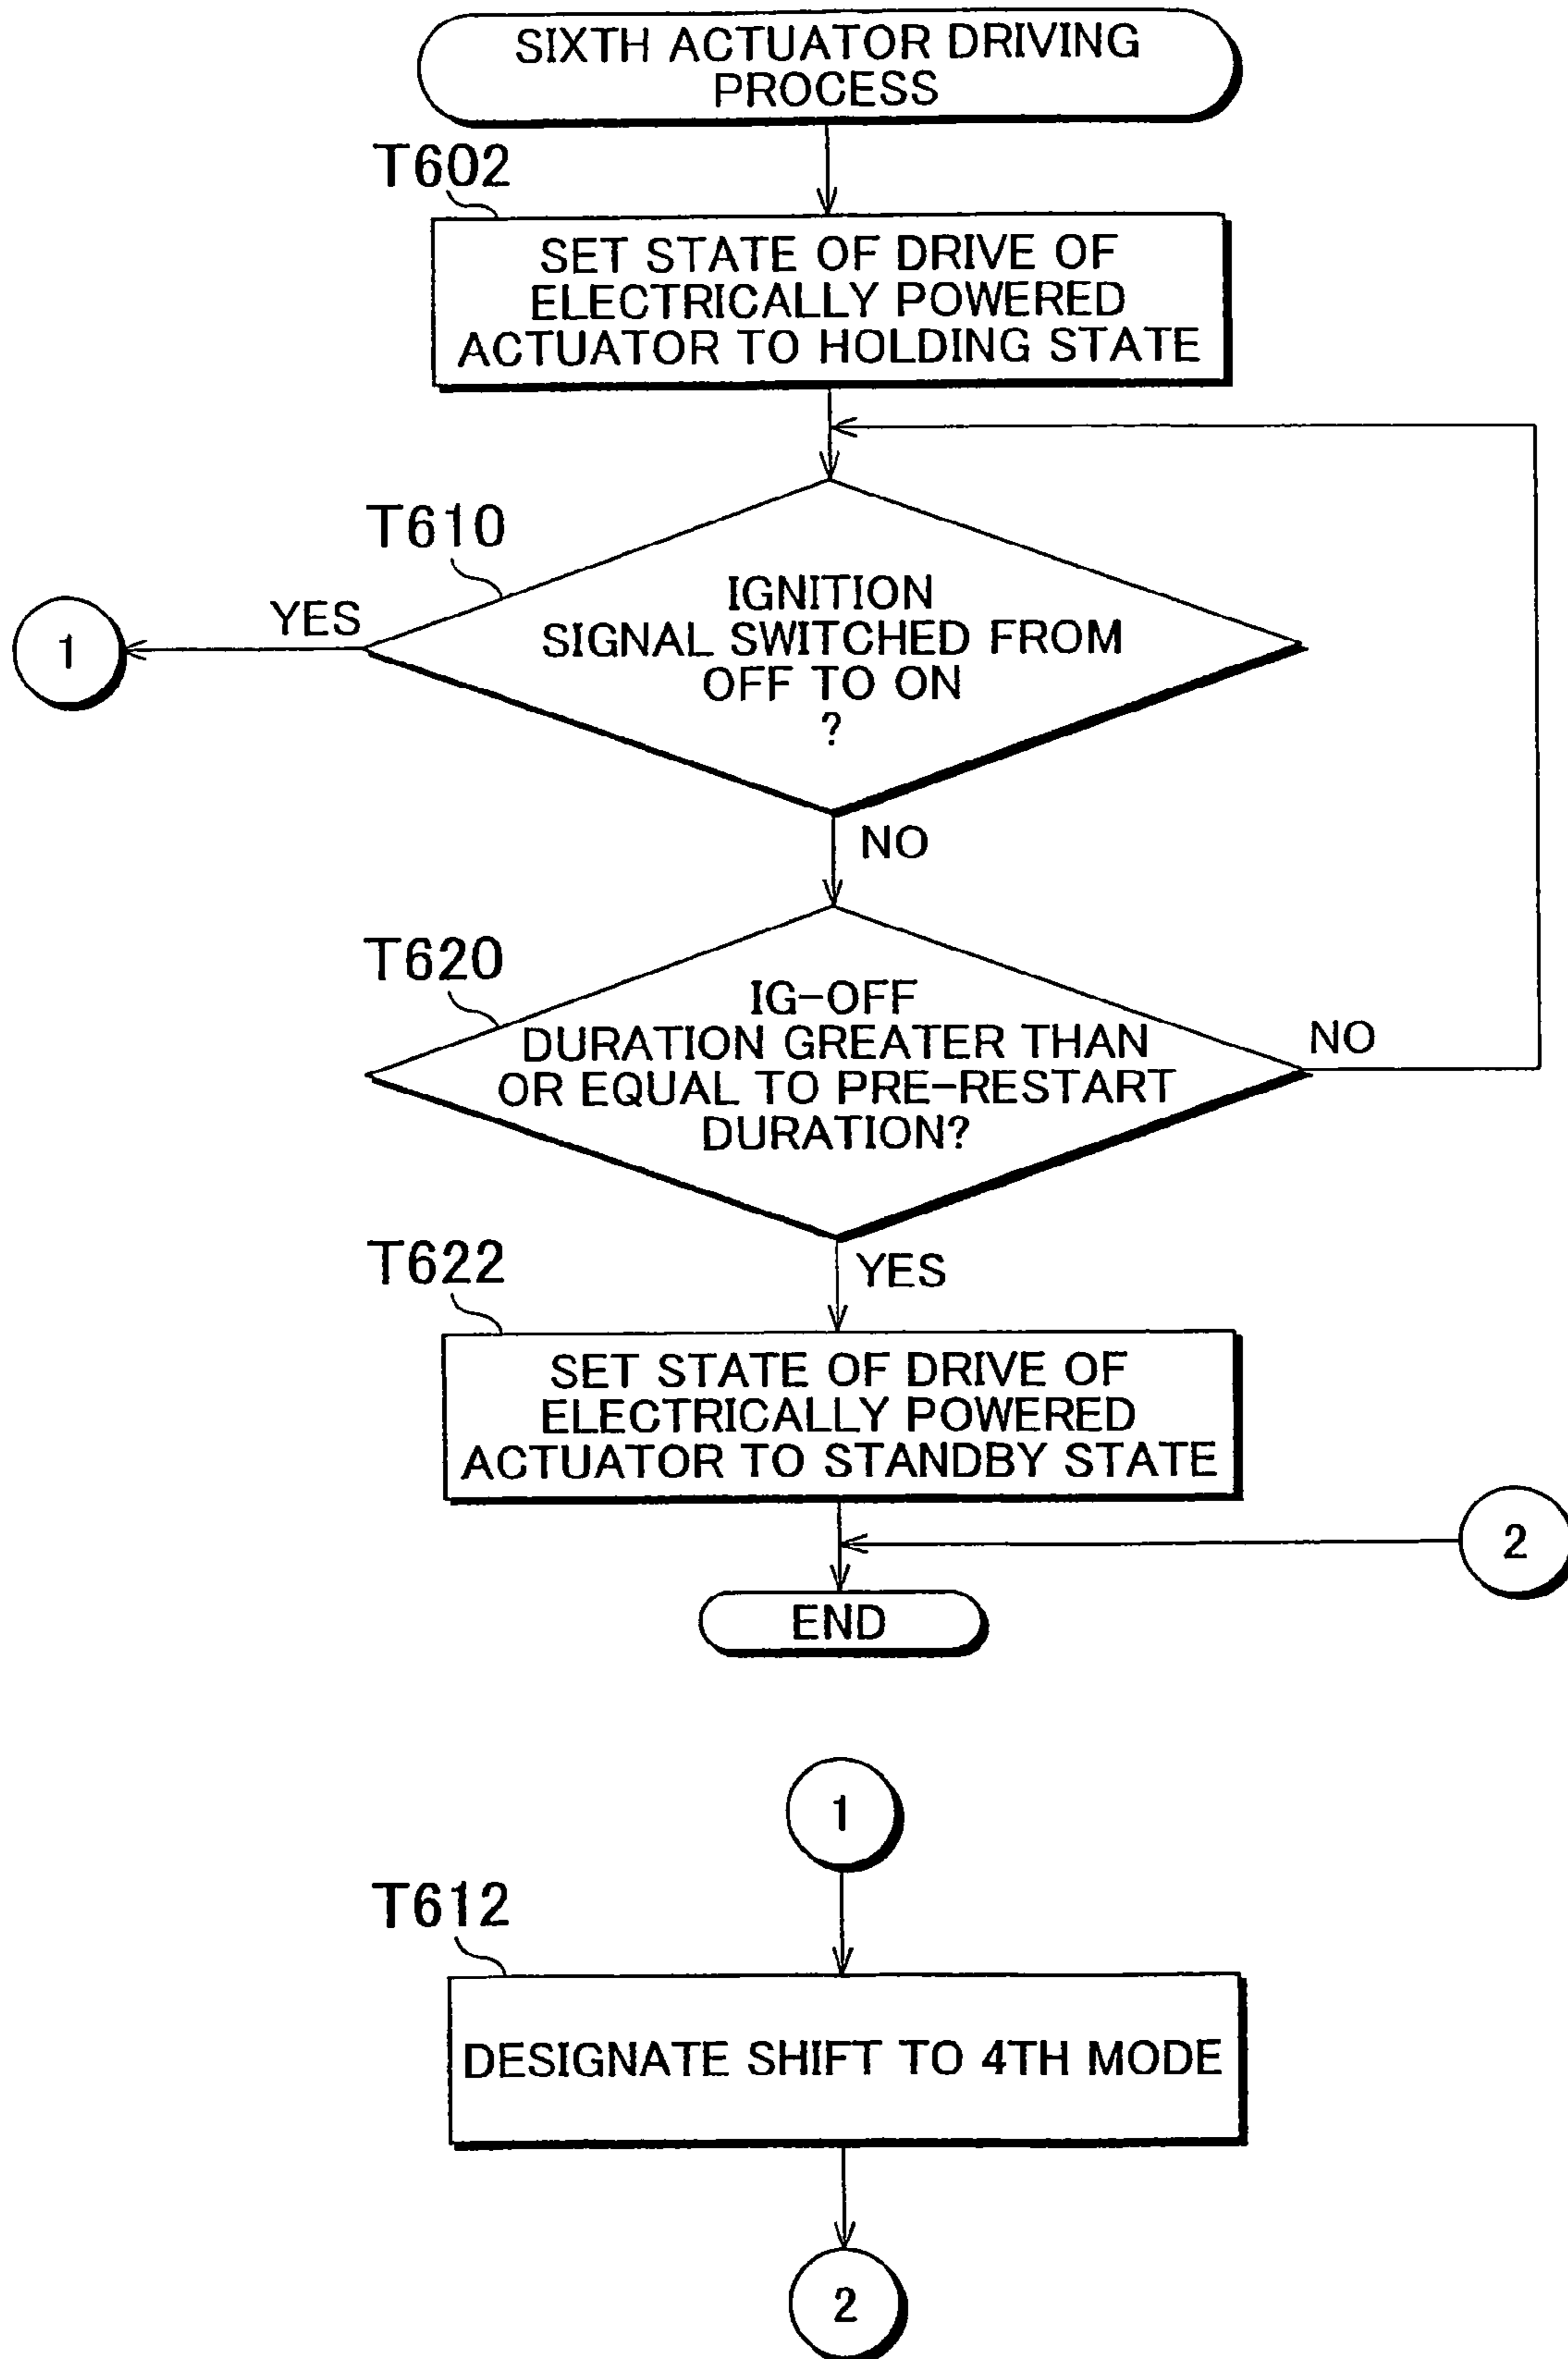 SIXTH ACTUATOR DRIVING
PROCESS
T602
SET STATE OF DRIVE OF
ELECTRICALLY POWERED
ACTUATOR TO HOLDING STATE
T610
IGNITION
SIGNAL SWITCHED FROM
OFF TO ON
?
YES
1
NO
T620
IG-OFF
DURATION GREATER THAN
OR EQUAL TO PRE-RESTART
DURATION?
NO
YES
T622
SET STATE OF DRIVE OF
ELECTRICALLY POWERED
ACTUATOR TO STANDBY STATE
2
END
1
T612
DESIGNATE SHIFT TO 4TH MODE
2